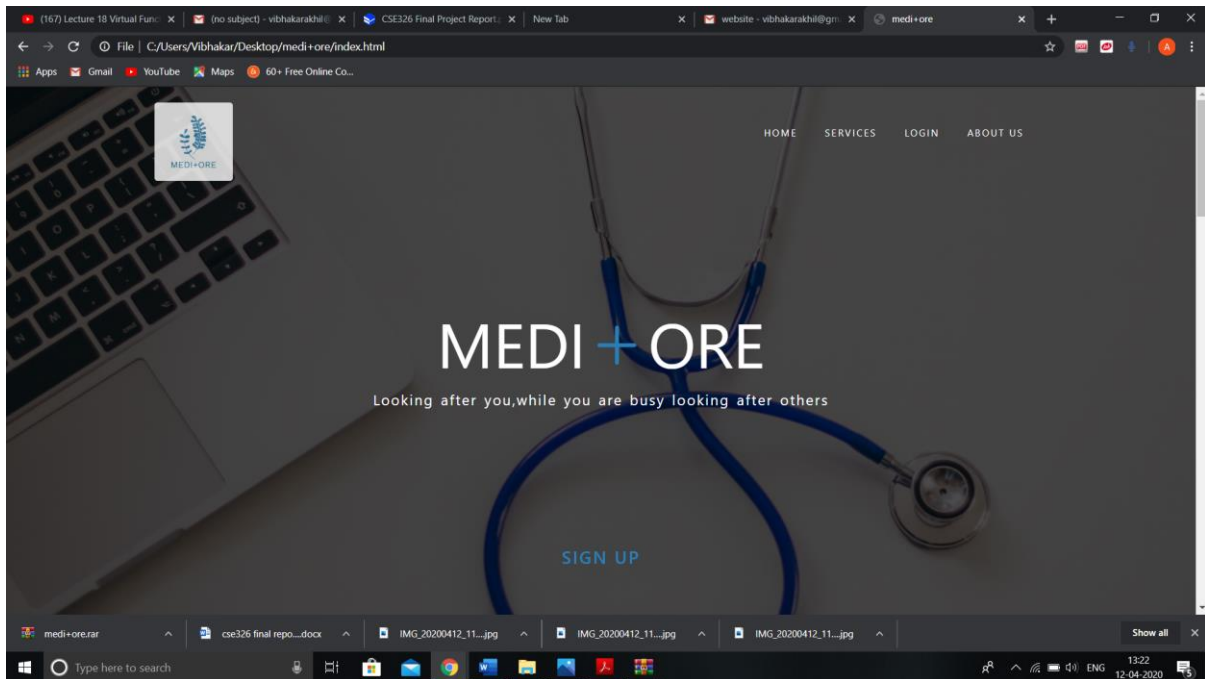 (167) Lecture 18 Virtual Func
(no subject) - vibhakarakhil@
CSE326 Final Project Report.
New Tab
website - vibhakarakhil@gm
medi+ore
File | C:/Users/Vibhakar/Desktop/medi+ore/index.html
Apps Gmail YouTube Maps 60+ Free Online Co...
MEDI+ORE
HOME SERVICES LOGIN ABOUT US
MEDI + ORE
Looking after you,while you are busy looking after others
SIGN UP
medi+ore.rar
cse326 final repo....docx
IMG_20200412_11....jpg
IMG_20200412_11....jpg
IMG_20200412_11....jpg
Show all
Type here to search
ENG
13:22
12-04-2020